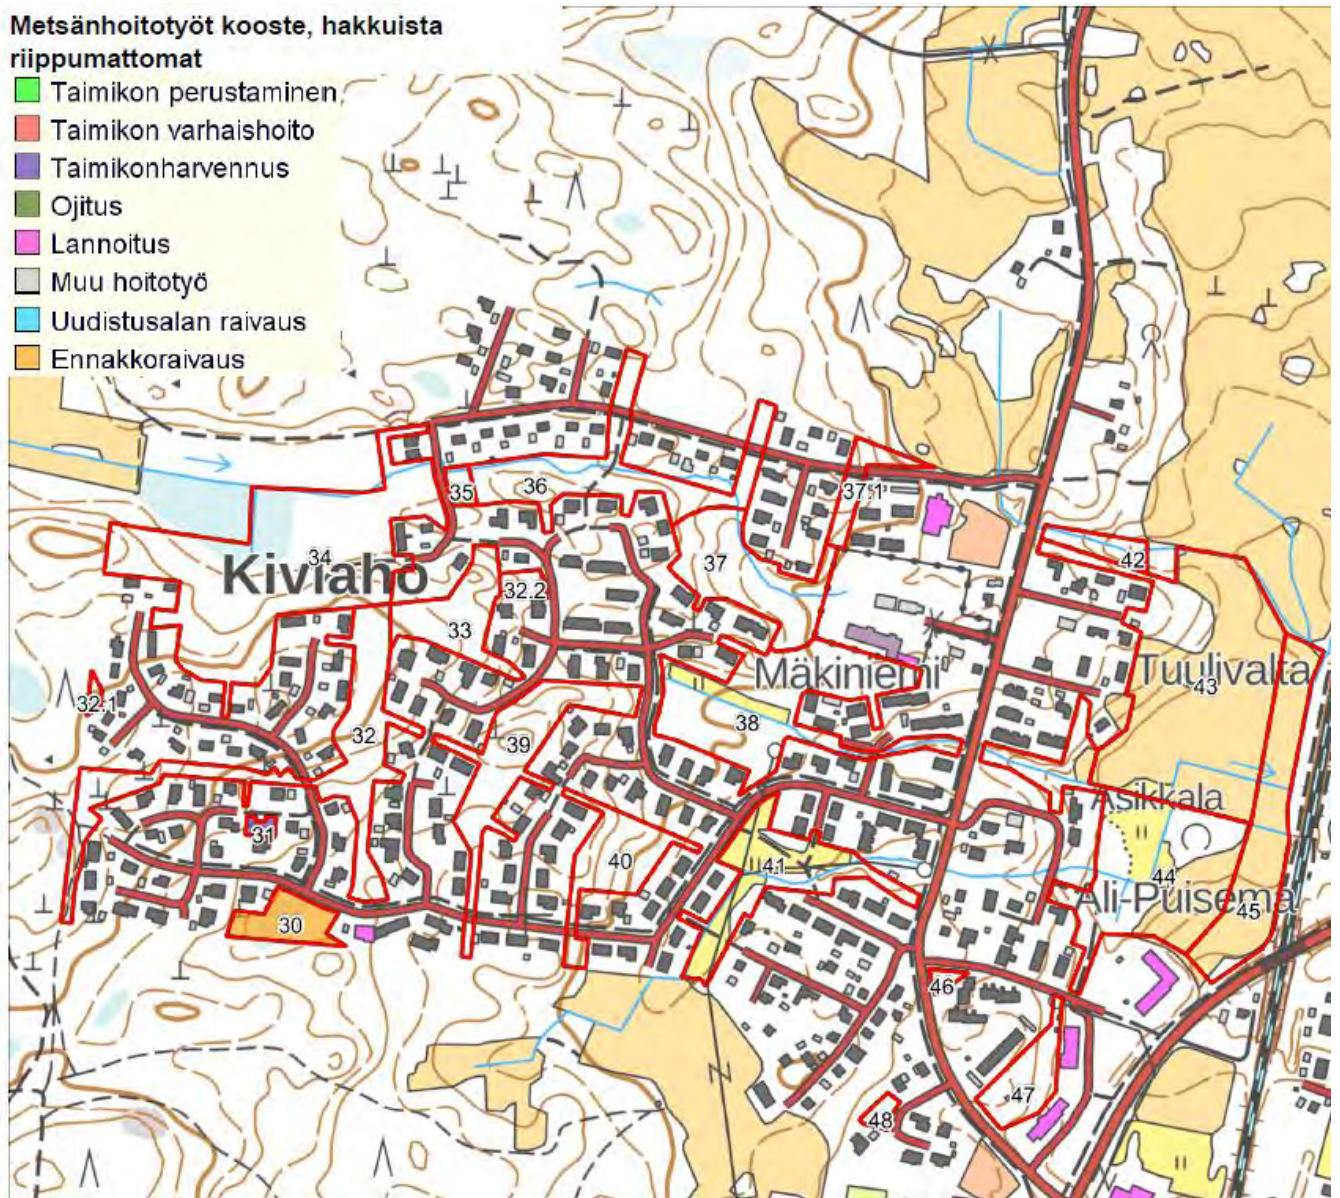 Metsänhoitotyöt kooste, hakkuista
riippumattomat
Taimikon perustaminen
Taimikon varhaishoito
Taimikonharvennus
Ojitus
Lannoitus
Muu hoitotyö
Uudistusalan raivaus
Ennakkoraivaus
35
36
37.1
34
Kiviaho
37
42
32.2
33
Mäkiniemi
Tuulivalta
43
32.1
32
39
38
Asikkala
31
40
41
44
Ali-Puisema
45
30
46
47
48